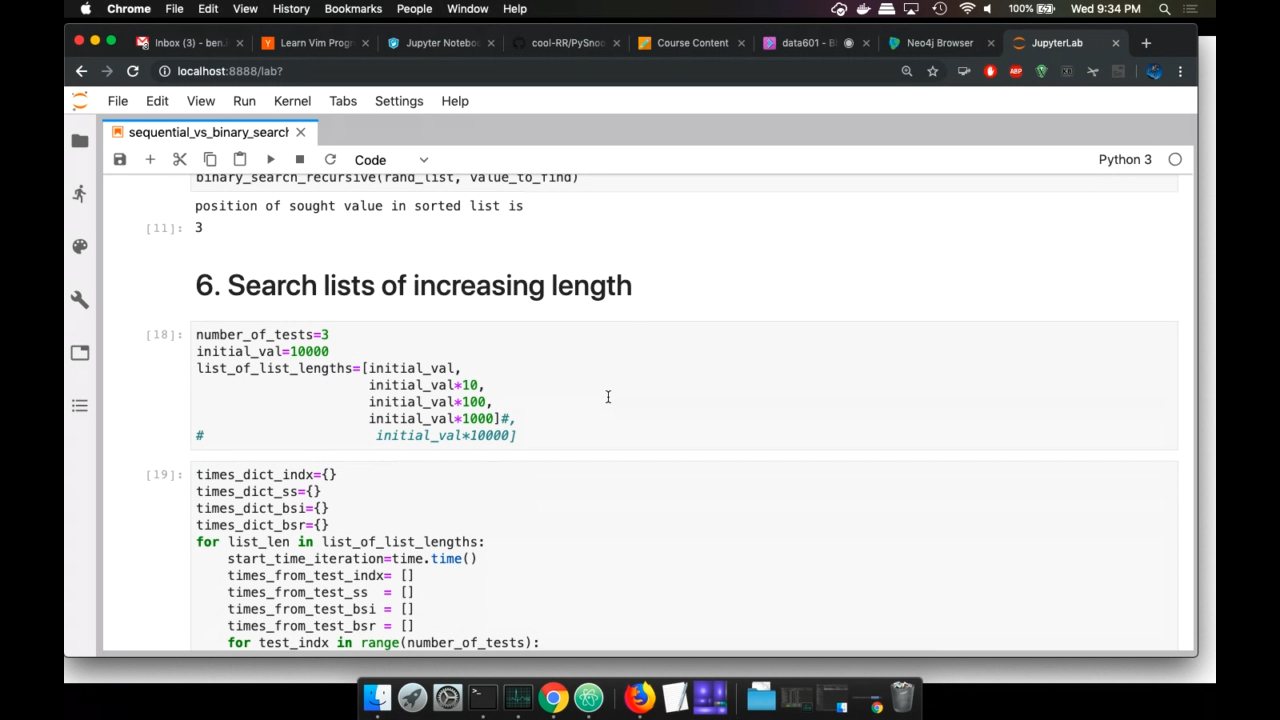 Chrome File Edit View History Bookmarks People Window Help 100% Wed 9:34 PM
Inbox (3) - ben. Learn Vim Prog Jupyter Notebo cool-RR/PySnoo Course Content data601 - B Neo4j Browser JupyterLab
localhost:8888/lab?
File Edit View Run Kernel Tabs Settings Help
sequential_vs_binary_search
Code Python 3
binary_search_recursive(rand_list, value_to_find)
position of sought value in sorted list is
[11]: 3
6. Search lists of increasing length
[18]: number_of_tests=3
initial_val=10000
list_of_list_lengths=[initial_val,
initial_val*10,
initial_val*100,
initial_val*1000]#,
# initial_val*10000]
[19]: times_dict_indx={}
times_dict_ss={}
times_dict_bsi={}
times_dict_bsr={}
for list_len in list_of_list_lengths:
start_time_iteration=time.time()
times_from_test_indx= []
times_from_test_ss = []
times_from_test_bsi = []
times_from_test_bsr = []
for test_indx in range(number_of_tests):